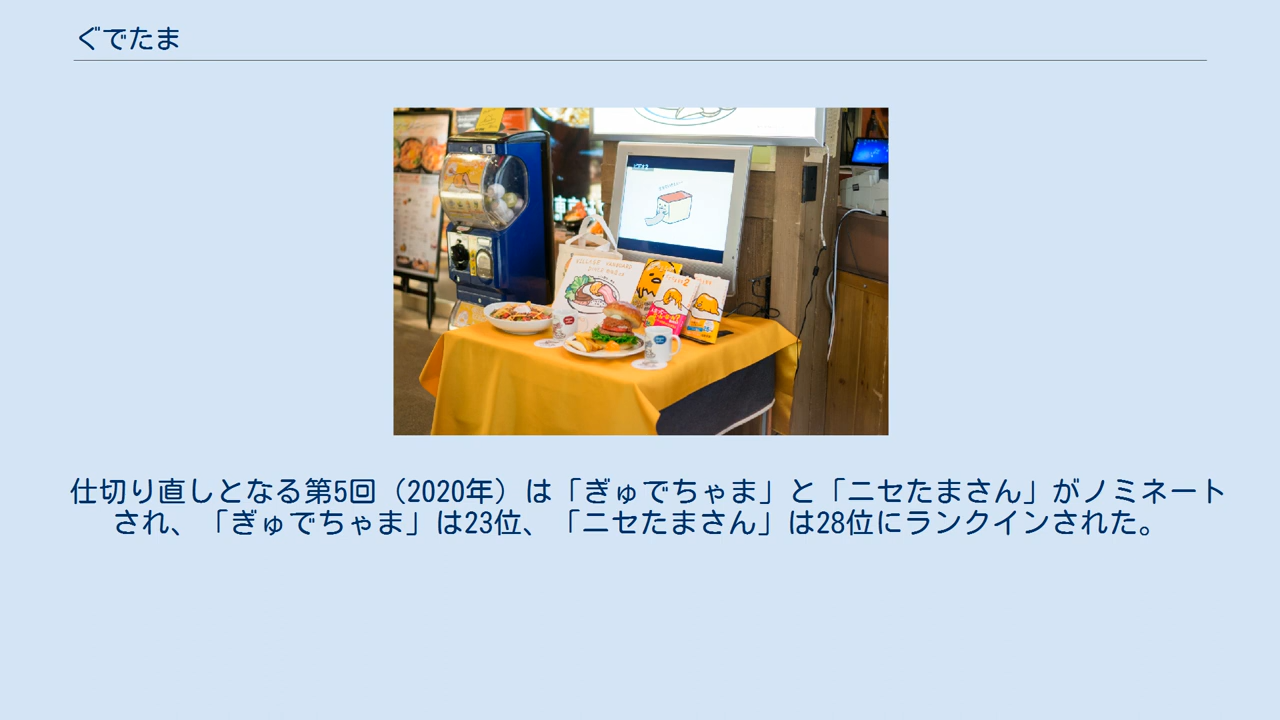 ぐでたま
仕切り直しとなる第5回（2020年）は「ぎゅでちゃま」と「ニセたまさん」がノミネート
され、「ぎゅでちゃま」は23位、「ニセたまさん」は28位にランクインされた。